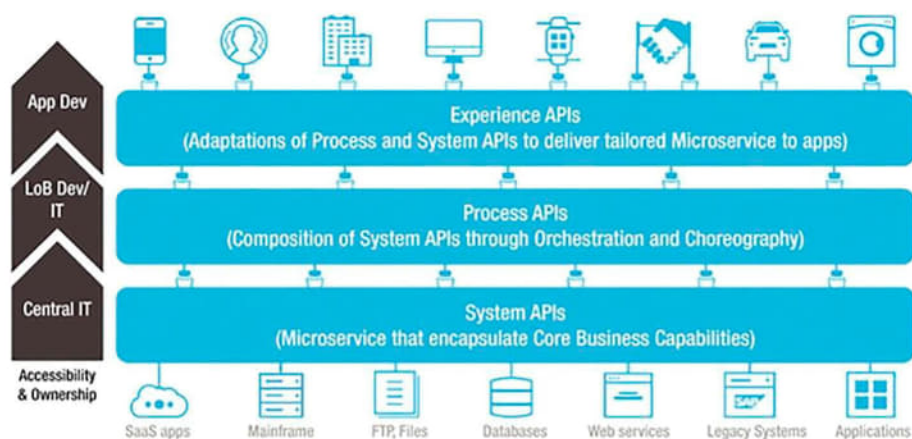 App Dev
Experience APIs
(Adaptations of Process and System APIs to deliver tailored Microservice to apps)
LoB Dev/
IT
Process APIs
(Composition of System APIs through Orchestration and Choreography)
Central IT
System APIs
(Microservice that encapsulate Core Business Capabilities)
Accessibility
& Ownership
SAP
SaaS apps
Mainframe
FTP, Files
Databases
Web services
Legacy Systems
Applications